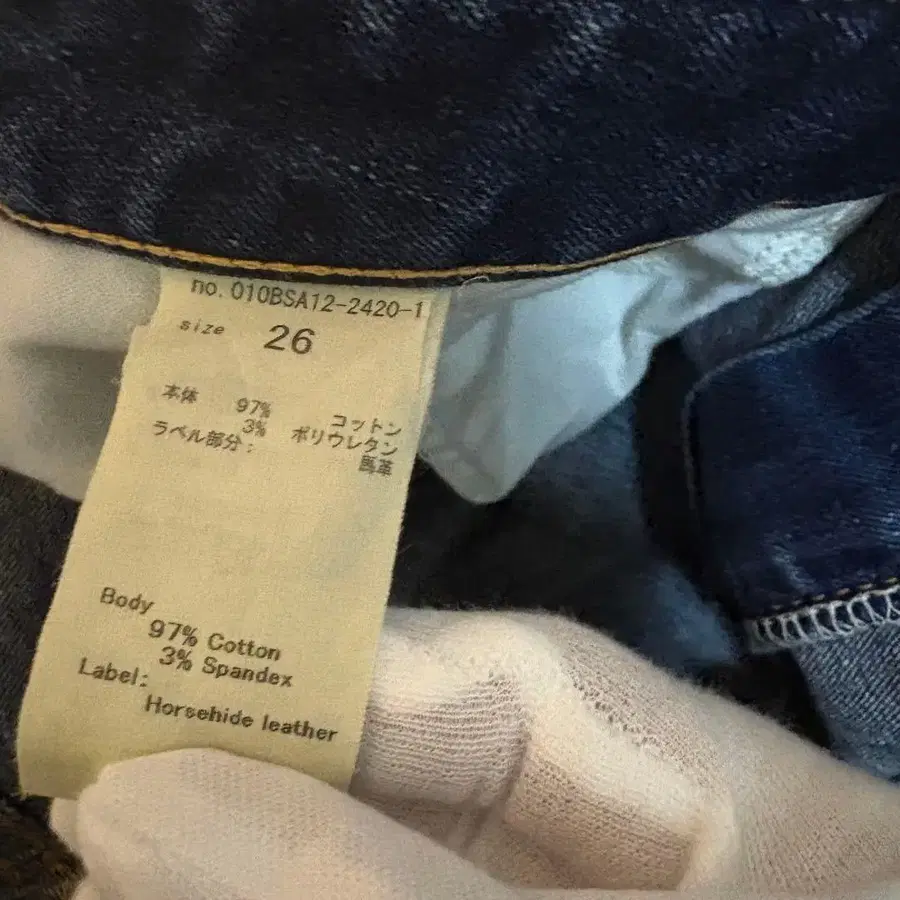 no. 010BSA12-2420-1
size 26
本体 97% コットン
3% ポリウレタン
ラベル部分: 馬革
Body
97% Cotton
3% Spandex
Label:
Horsehide leather